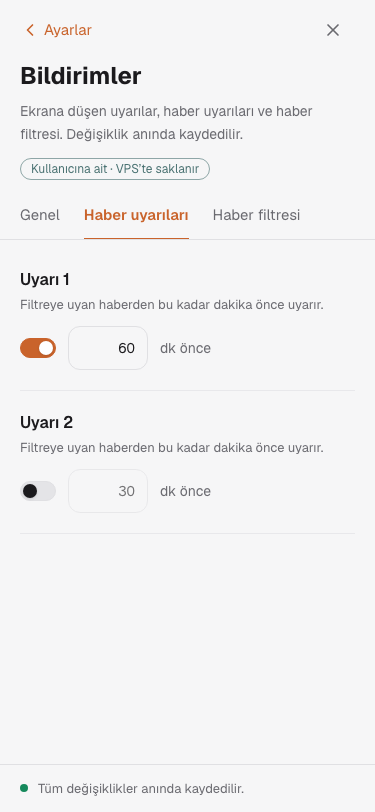 Ayarlar
Bildirimler
Ekrana düşen uyarılar, haber uyarıları ve haber
filtresi. Değişiklik anında kaydedilir.
Kullanıcına ait · VPS'te saklanır
Genel
Haber uyarıları
Haber filtresi
Uyarı 1
Filtreye uyan haberden bu kadar dakika önce uyarır.
60
dk önce
Uyarı 2
Filtreye uyan haberden bu kadar dakika önce uyarır.
30
dk önce
Tüm değişiklikler anında kaydedilir.